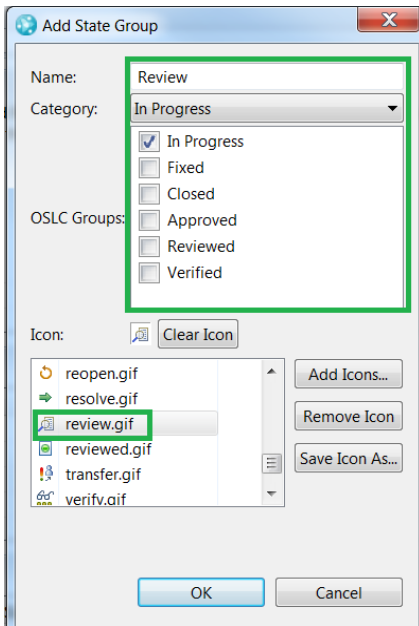 Add State Group
Name: Review
Category: In Progress
In Progress
Fixed
Closed
OSLC Groups: Approved
Reviewed
Verified
Icon: Clear Icon
reopen.gif Add Icons...
resolve.gif
review.gif Remove Icon
reviewed.gif Save Icon As...
transfer.gif
verify.gif
OK Cancel